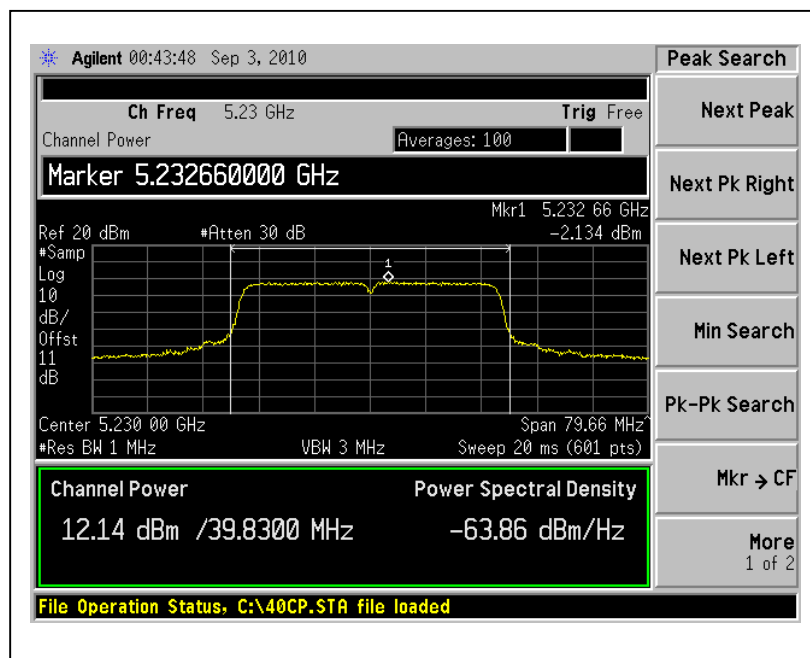 Agilent 00:43:48 Sep 3, 2010
Ch Freq 5.23 GHz Trig Free
Channel Power Averages: 100
Marker 5.232660000 GHz
Mkr1 5.232 66 GHz
Ref 20 dBm #Atten 30 dB -2.134 dBm
#Samp
Log
10
dB/
Offst
11
dB
1
Center 5.230 00 GHz Span 79.66 MHz^
#Res BW 1 MHz VBW 3 MHz Sweep 20 ms (601 pts)
Channel Power Power Spectral Density
12.14 dBm /39.8300 MHz -63.86 dBm/Hz
File Operation Status, C:\40CP.STA file loaded
Peak Search
Next Peak
Next Pk Right
Next Pk Left
Min Search
Pk-Pk Search
Mkr → CF
More
1 of 2